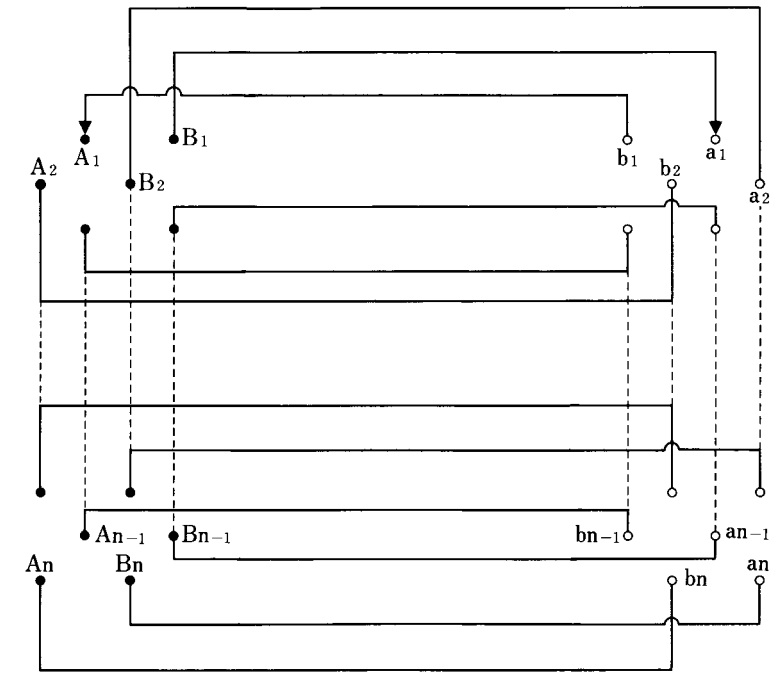 B₁
A₁ b₁ a₁
A₂ b₂
B₂ a₂
An−1 Bn−1 bn−1 an−1
An Bn an
bn